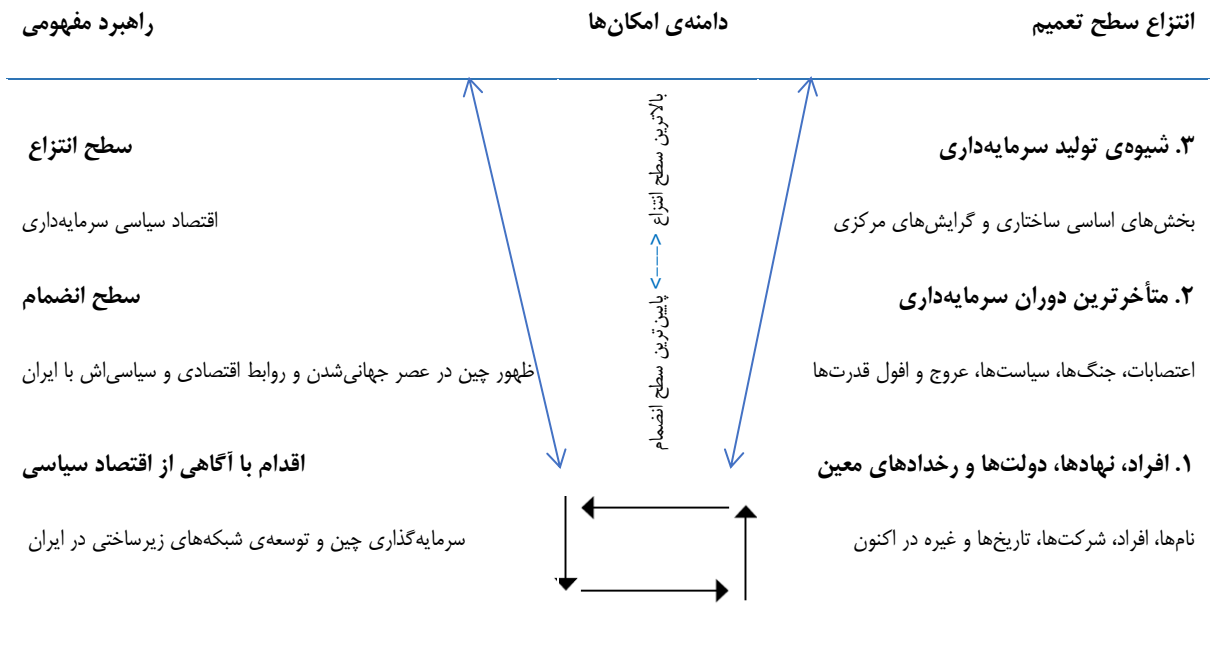 انتزاع سطح تعمیم
دامنه‌ی امکان‌ها
راهبرد مفهومی
۳. شیوه‌ی تولید سرمایه‌داری
سطح انتزاع
بخش‌های اساسی ساختاری و گرایش‌های مرکزی
اقتصاد سیاسی سرمایه‌داری
۲. متأخرترین دوران سرمایه‌داری
سطح انضمام
اعتصابات، جنگ‌ها، سیاست‌ها، عروج و افول قدرت‌ها
ظهور چین در عصر جهانی‌شدن و روابط اقتصادی و سیاسی‌اش با ایران
پایین‌ترین سطح انضمام <---> بالاترین سطح انتزاع
۱. افراد، نهادها، دولت‌ها و رخدادهای معین
اقدام با آگاهی از اقتصاد سیاسی
نام‌ها، افراد، شرکت‌ها، تاریخ‌ها و غیره در اکنون
سرمایه‌گذاری چین و توسعه‌ی شبکه‌های زیرساختی در ایران